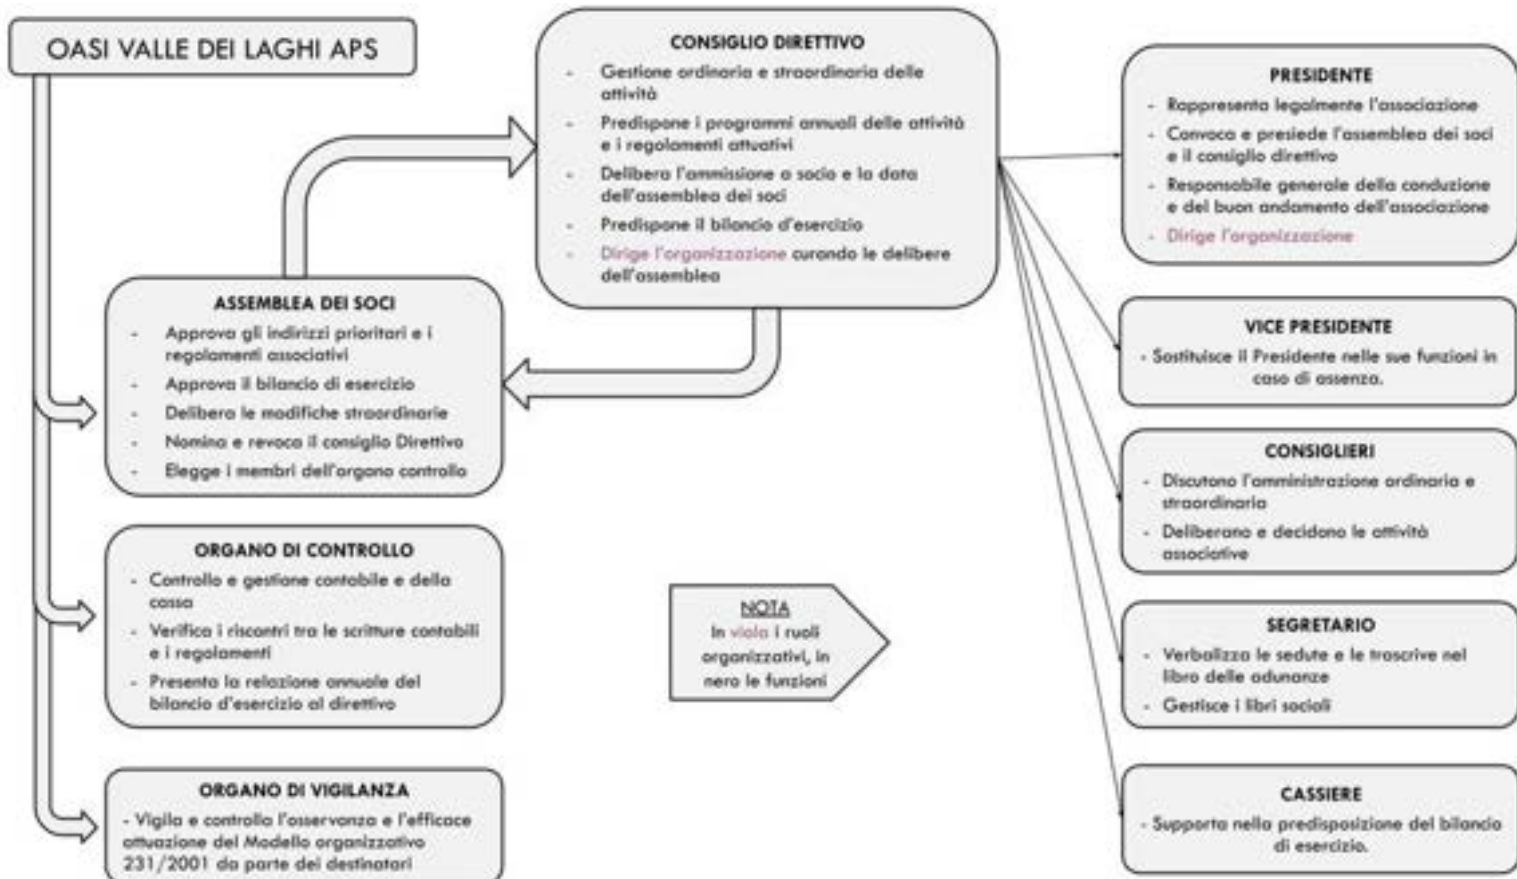 OASI VALLE DEI LAGHI APS
CONSIGLIO DIRETTIVO
- Gestione ordinaria e straordinaria delle
attività
- Predispone i programmi annuali delle attività
e i regolamenti attuativi
- Delibera l'ammissione a socio e la data
dell'assemblea dei soci
- Predispone il bilancio d'esercizio
- Dirige l'organizzazione curando le delibere
dell'assemblea
ASSEMBLEA DEI SOCI
- Approva gli indirizzi prioritari e i
regolamenti associativi
- Approva il bilancio di esercizio
- Delibera le modifiche straordinarie
- Nomina e revoca il consiglio Direttivo
- Elegge i membri dell'organo controllo
ORGANO DI CONTROLLO
- Controllo e gestione contabile e della
cassa
- Verifica i riscontri tra le scritture contabili
e i regolamenti
- Presenta la relazione annuale del
bilancio d'esercizio al direttivo
ORGANO DI VIGILANZA
- Vigila e controlla l'osservanza e l'efficace
attuazione del Modello organizzativo
231/2001 da parte dei destinatari
NOTA
In viola i ruoli
organizzativi, in
nero le funzioni
PRESIDENTE
- Rappresenta legalmente l'associazione
- Convoca e presiede l'assemblea dei soci
e il consiglio direttivo
- Responsabile generale della conduzione
e del buon andamento dell'associazione
- Dirige l'organizzazione
VICE PRESIDENTE
- Sostituisce il Presidente nelle sue funzioni in
caso di assenza.
CONSIGLIERI
- Discutono l'amministrazione ordinaria e
straordinaria
- Deliberano e decidono le attività
associative
SEGRETARIO
- Verbalizza le sedute e le trascrive nel
libro delle adunanze
- Gestisce i libri sociali
CASSIERE
- Supporta nella predisposizione del bilancio
di esercizio.